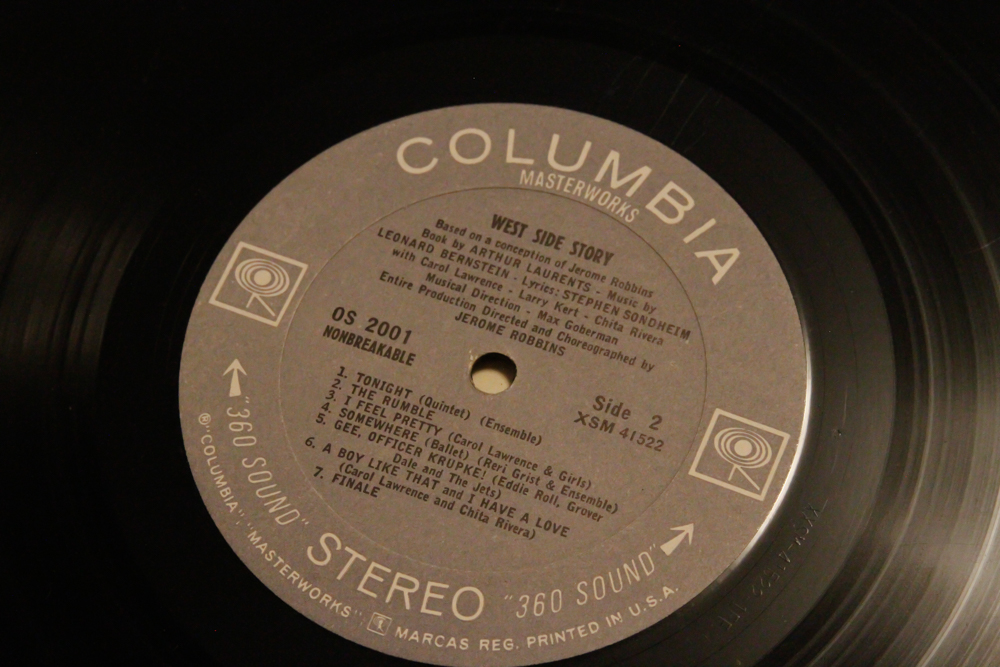 COLUMBIA
MASTERWORKS
WEST SIDE STORY
Based on a conception of Jerome Robbins
Book by ARTHUR LAURENTS - Music by
LEONARD BERNSTEIN - Lyrics: STEPHEN SONDHEIM
with Carol Lawrence - Larry Kert - Chita Rivera
Musical Direction - Max Goberman
Entire Production Directed and Choreographed by
JEROME ROBBINS
OS 2001
NONBREAKABLE
Side 2
XSM 41522
1. TONIGHT (Quintet) (Ensemble)
2. THE RUMBLE
3. I FEEL PRETTY (Carol Lawrence & Girls)
4. SOMEWHERE (Ballet) (Reri Grist & Ensemble)
5. GEE, OFFICER KRUPKE! (Eddie Roll, Grover
Dale and The Jets)
6. A BOY LIKE THAT and I HAVE A LOVE
(Carol Lawrence and Chita Rivera)
7. FINALE
"360 SOUND" STEREO "360 SOUND"
® "COLUMBIA" "MASTERWORKS" MARCAS REG. PRINTED IN U.S.A.